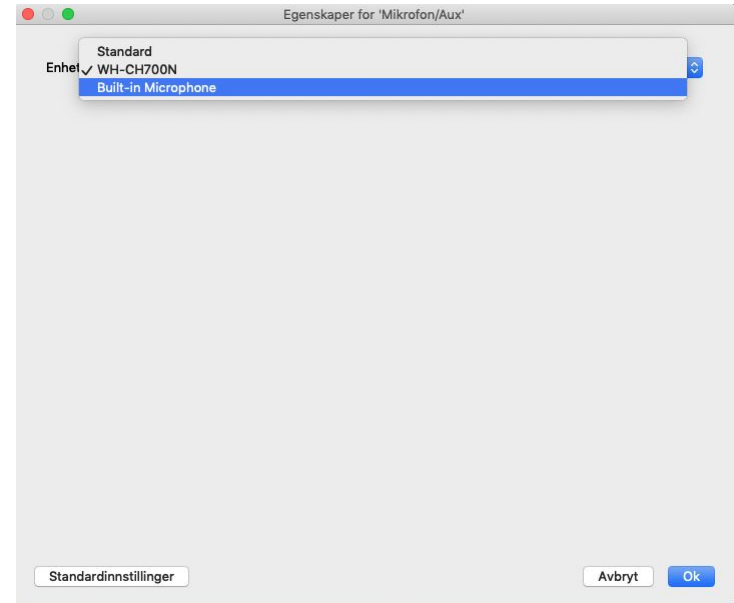 Egenskaper for 'Mikrofon/Aux'
Standard
Enhet ✓ WH-CH700N
Built-in Microphone
Standardinnstillinger
Avbryt Ok